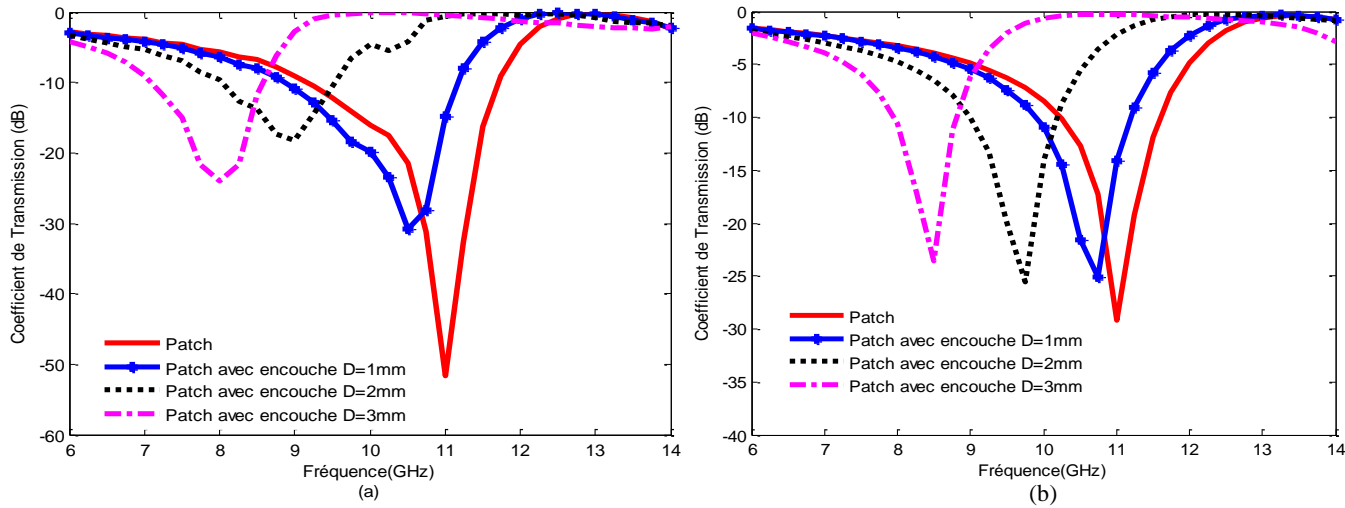 0
-10
-20
-30
-40
-50
-60
Coefficient de Transmission (dB)
6 7 8 9 10 11 12 13 14
Fréquence(GHz)
(a)
Patch
Patch avec encouche D=1mm
Patch avec encouche D=2mm
Patch avec encouche D=3mm
0
-5
-10
-15
-20
-25
-30
-35
-40
Coefficient de Transmission (dB)
6 7 8 9 10 11 12 13 14
Fréquence(GHz)
(b)
Patch
Patch avec encouche D=1mm
Patch avec encouche D=2mm
Patch avec encouche D=3mm